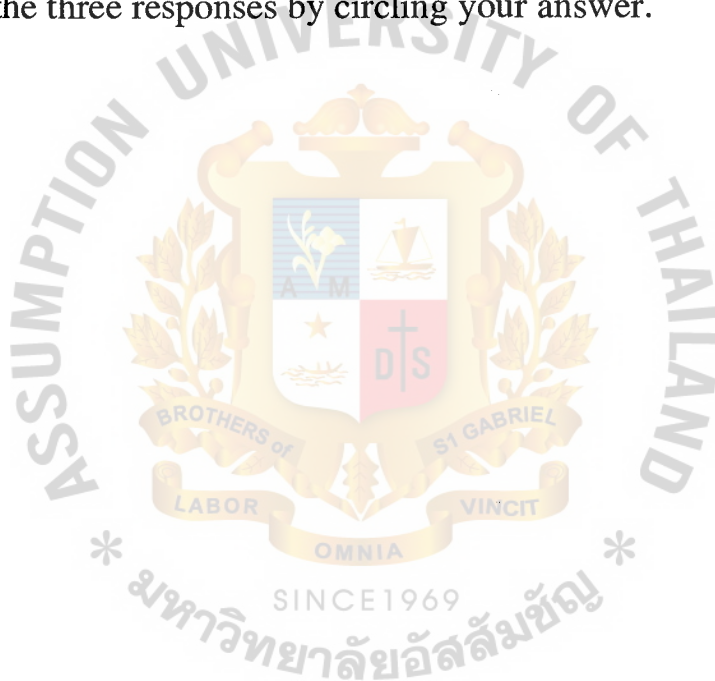 the three responses by circling your answer.
ASSUMPTION UNIVERSITY OF THAILAND
A M
D S
BROTHERS of S1 GABRIEL
LABOR OMNIA VINCIT
SINCE1969
* มหาวิทยาลัยอัสสัมชัญ *